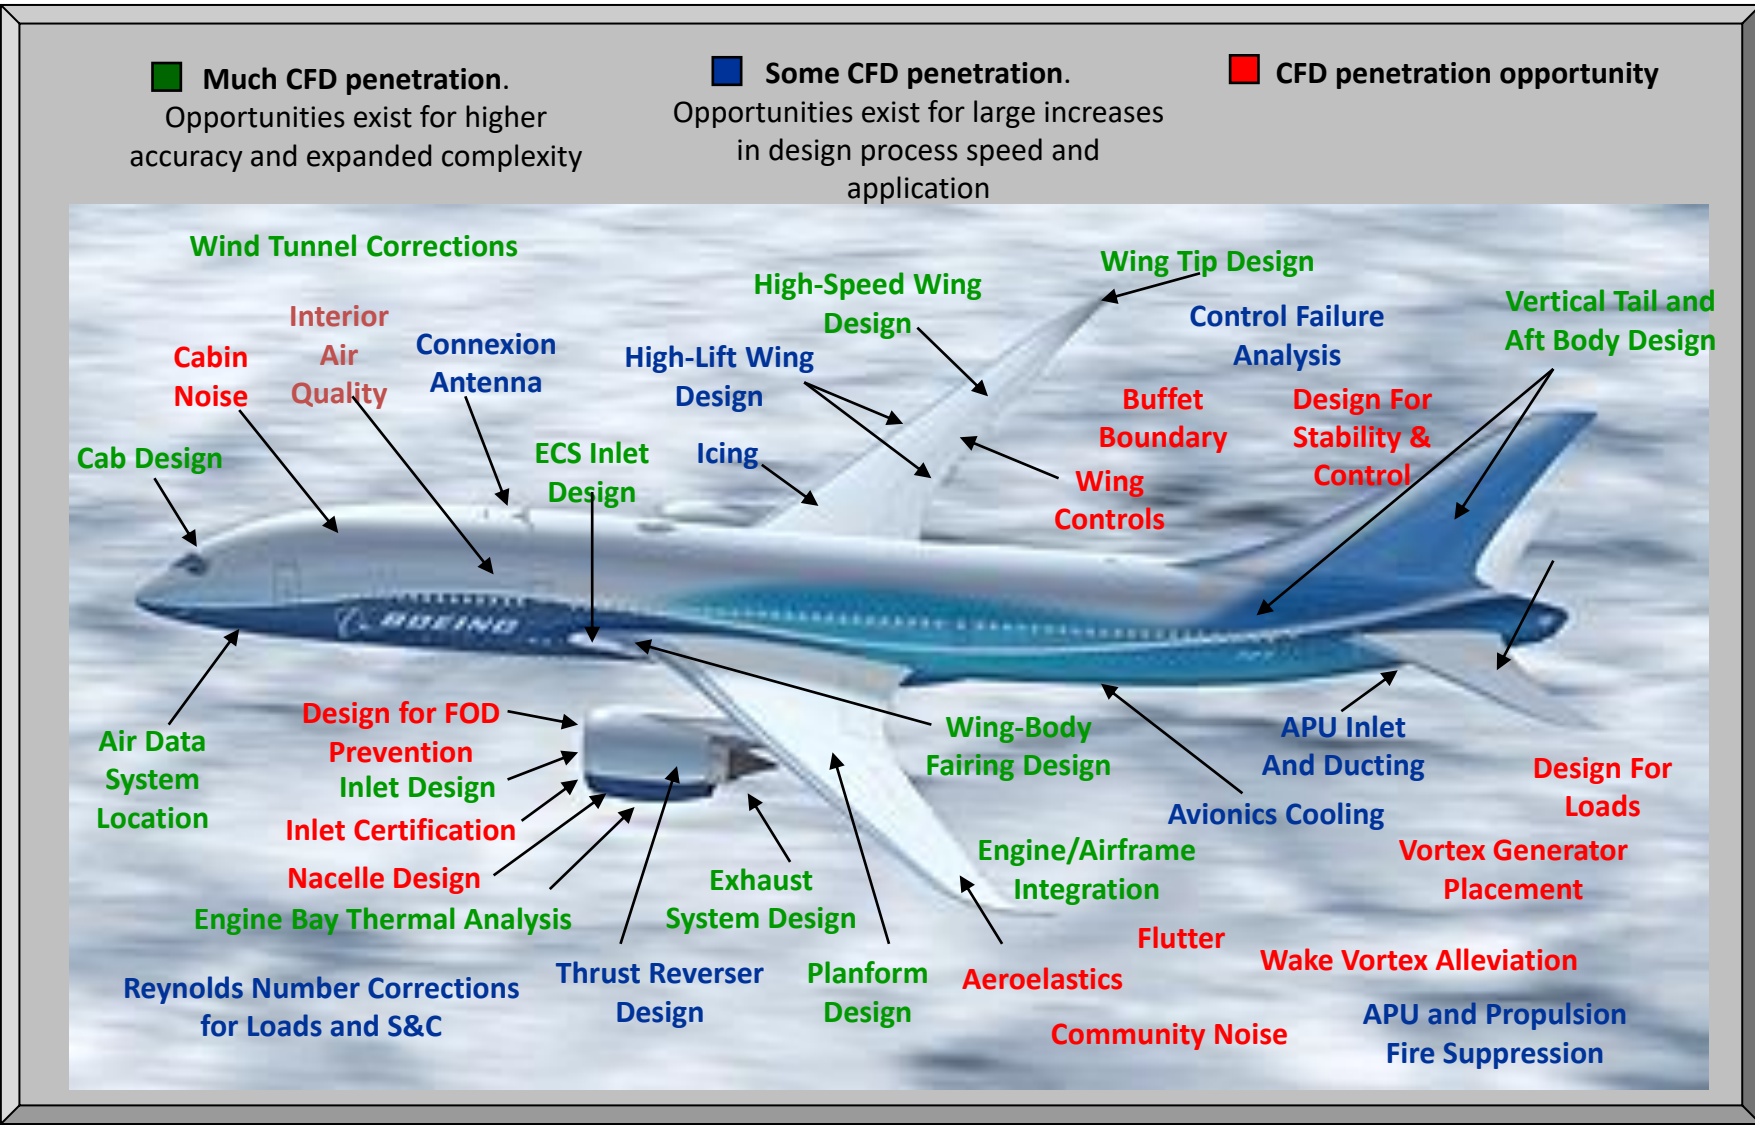 Much CFD penetration.
Opportunities exist for higher
accuracy and expanded complexity
Some CFD penetration.
Opportunities exist for large increases
in design process speed and
application
CFD penetration opportunity
Wind Tunnel Corrections
Interior
Air
Quality
Cabin
Noise
Connexion
Antenna
Cab Design
ECS Inlet
Design
High-Speed Wing
Design
High-Lift Wing
Design
Icing
Wing Tip Design
Control Failure
Analysis
Vertical Tail and
Aft Body Design
Buffet
Boundary
Design For
Stability &
Control
Wing
Controls
BOEING
Air Data
System
Location
Design for FOD
Prevention
Inlet Design
Inlet Certification
Nacelle Design
Engine Bay Thermal Analysis
Reynolds Number Corrections
for Loads and S&C
Thrust Reverser
Design
Exhaust
System Design
Planform
Design
Wing-Body
Fairing Design
APU Inlet
And Ducting
Avionics Cooling
Design For
Loads
Engine/Airframe
Integration
Vortex Generator
Placement
Flutter
Aeroelastics
Wake Vortex Alleviation
Community Noise
APU and Propulsion
Fire Suppression